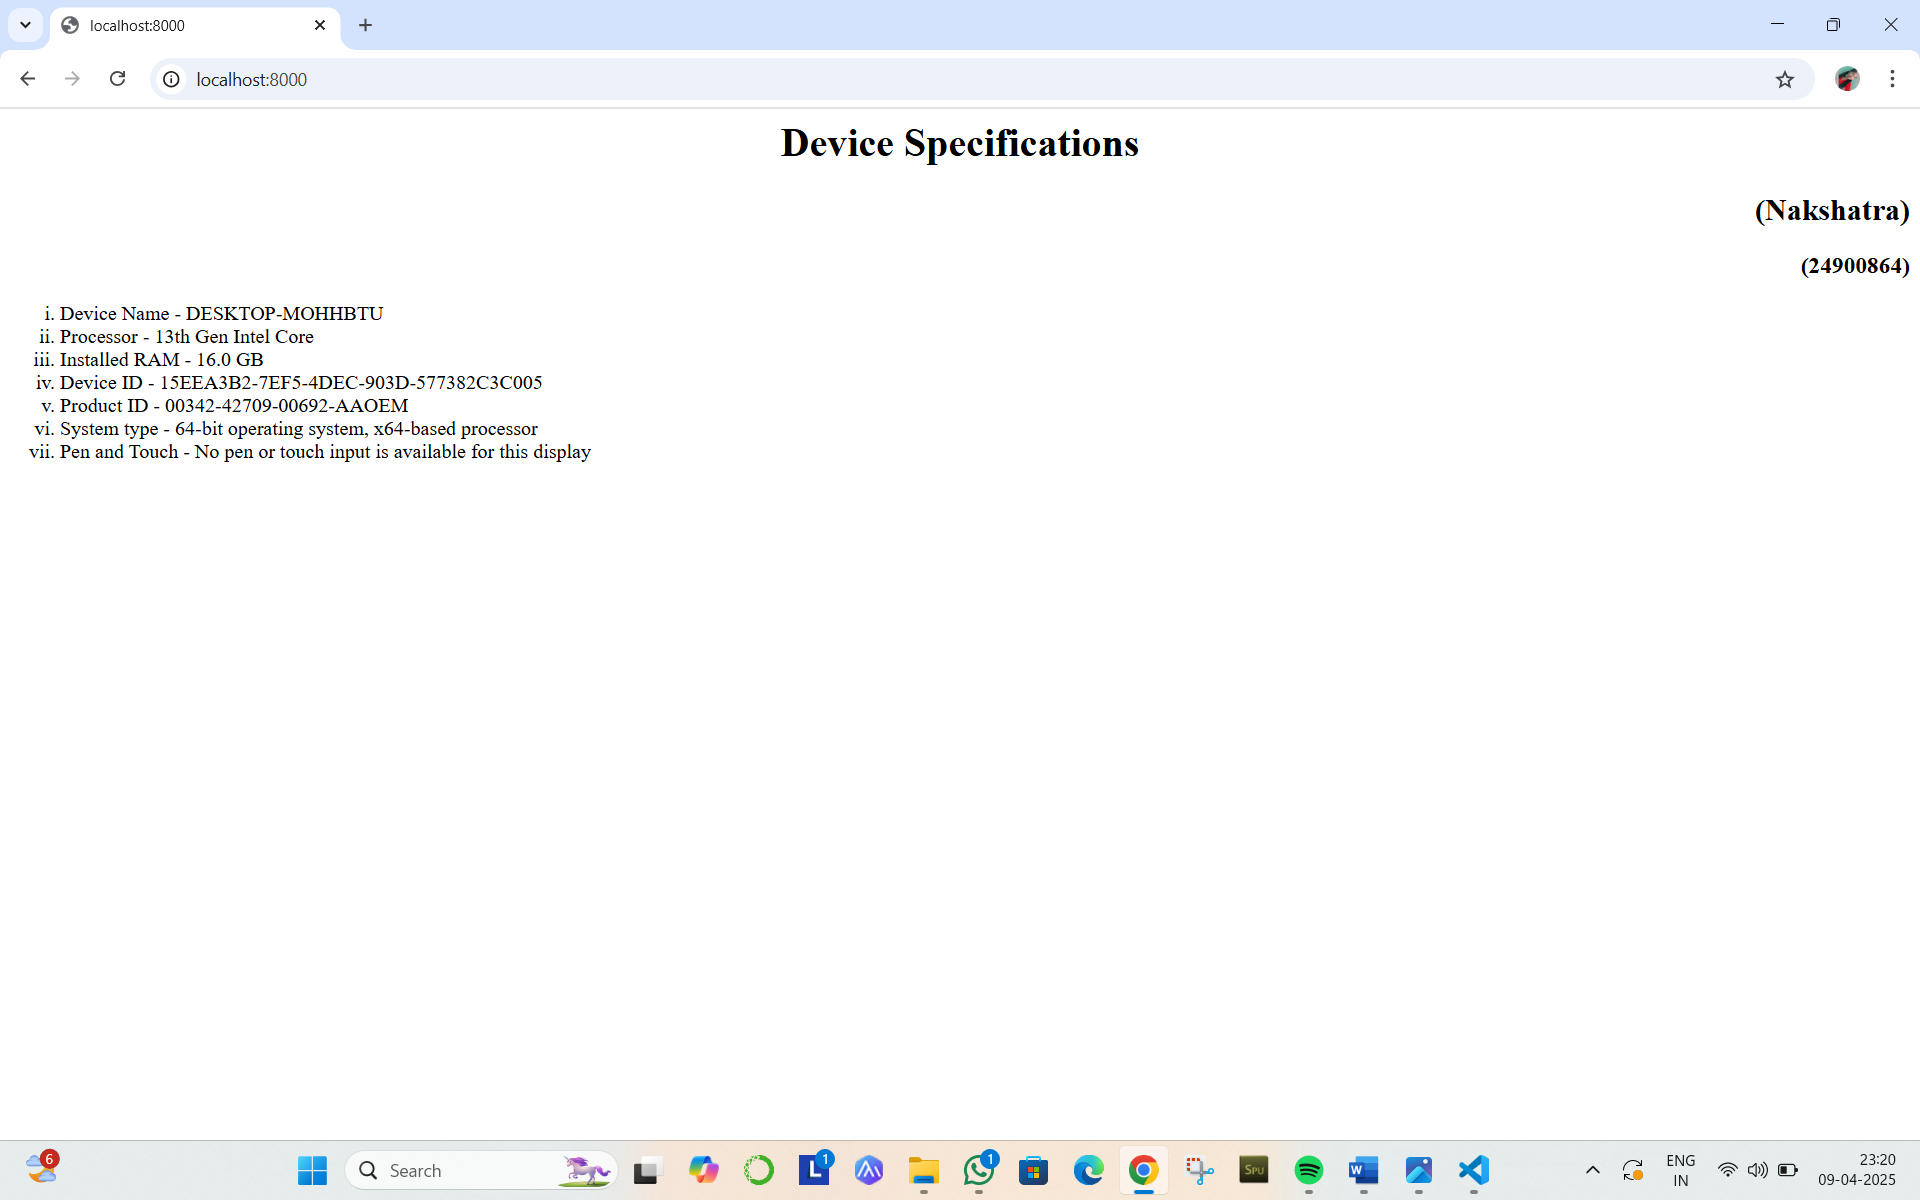 localhost:8000
localhost:8000
Device Specifications
(Nakshatra)
(24900864)
i. Device Name - DESKTOP-MOHHBTU
ii. Processor - 13th Gen Intel Core
iii. Installed RAM - 16.0 GB
iv. Device ID - 15EEA3B2-7EF5-4DEC-903D-577382C3C005
v. Product ID - 00342-42709-00692-AAOEM
vi. System type - 64-bit operating system, x64-based processor
vii. Pen and Touch - No pen or touch input is available for this display
6
Search
L
1
1
Spu
W
ENG
IN
23:20
09-04-2025